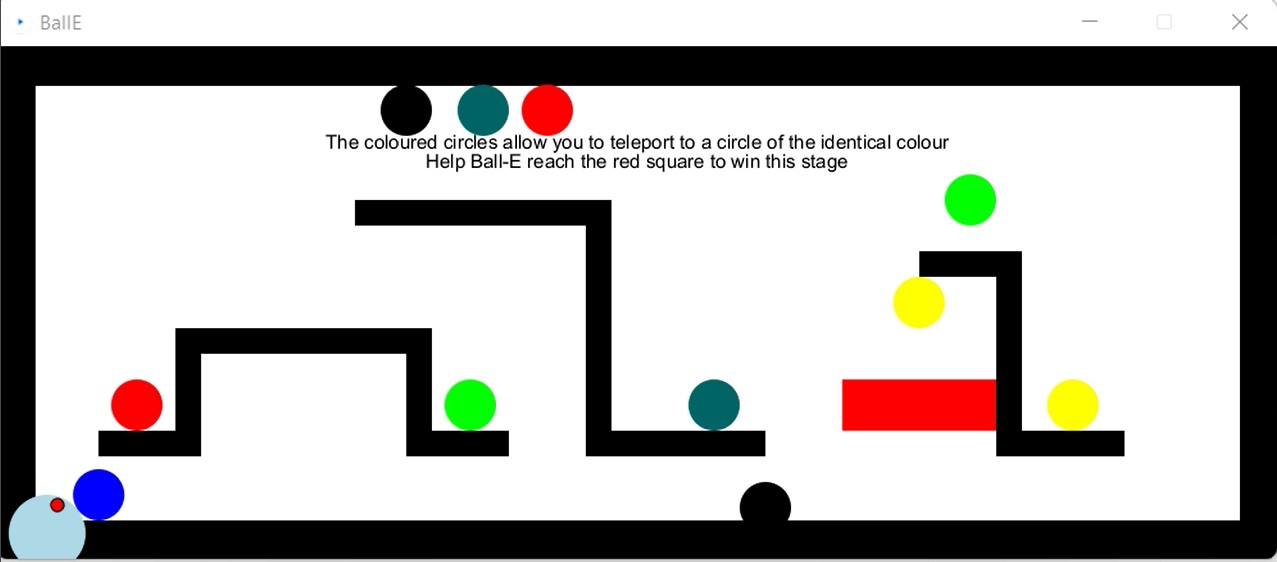 BallE
The coloured circles allow you to teleport to a circle of the identical colour
Help Ball-E reach the red square to win this stage